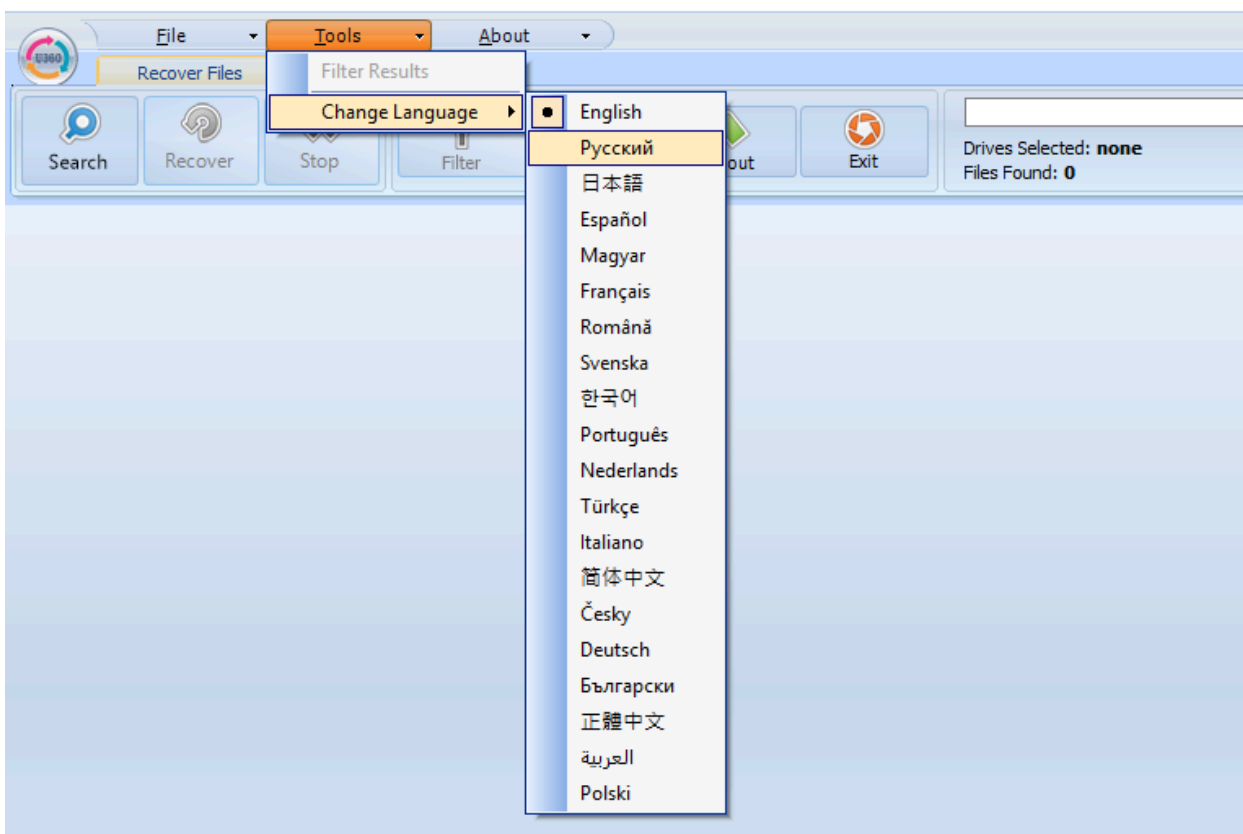 U360
File Tools About
Recover Files
Filter Results
Change Language
Search Recover Stop Filter out Exit
Drives Selected: none
Files Found: 0
English
Русский
日本語
Español
Magyar
Français
Română
Svenska
한국어
Português
Nederlands
Türkçe
Italiano
简体中文
Česky
Deutsch
Български
正體中文
العربية
Polski